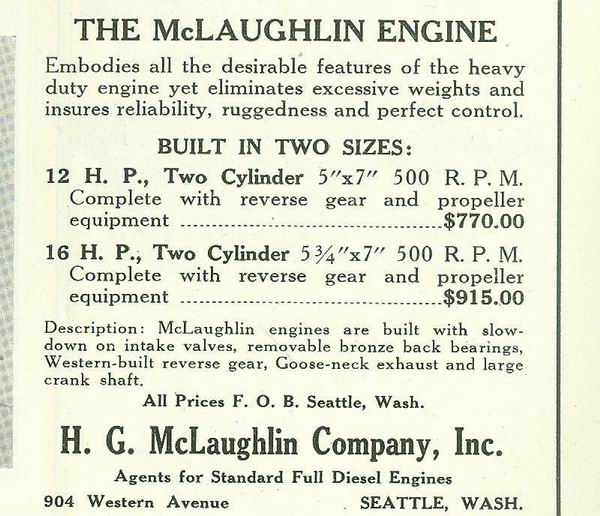 THE McLAUGHLIN ENGINE
Embodies all the desirable features of the heavy
duty engine yet eliminates excessive weights and
insures reliability, ruggedness and perfect control.
BUILT IN TWO SIZES:
12 H. P., Two Cylinder 5"x7" 500 R. P. M.
Complete with reverse gear and propeller
equipment ........................................$770.00
16 H. P., Two Cylinder 5¾"x7" 500 R. P. M.
Complete with reverse gear and propeller
equipment ........................................$915.00
Description: McLaughlin engines are built with slow-
down on intake valves, removable bronze back bearings,
Western-built reverse gear, Goose-neck exhaust and large
crank shaft.
All Prices F. O. B. Seattle, Wash.
H. G. McLaughlin Company, Inc.
Agents for Standard Full Diesel Engines
904 Western Avenue SEATTLE, WASH.